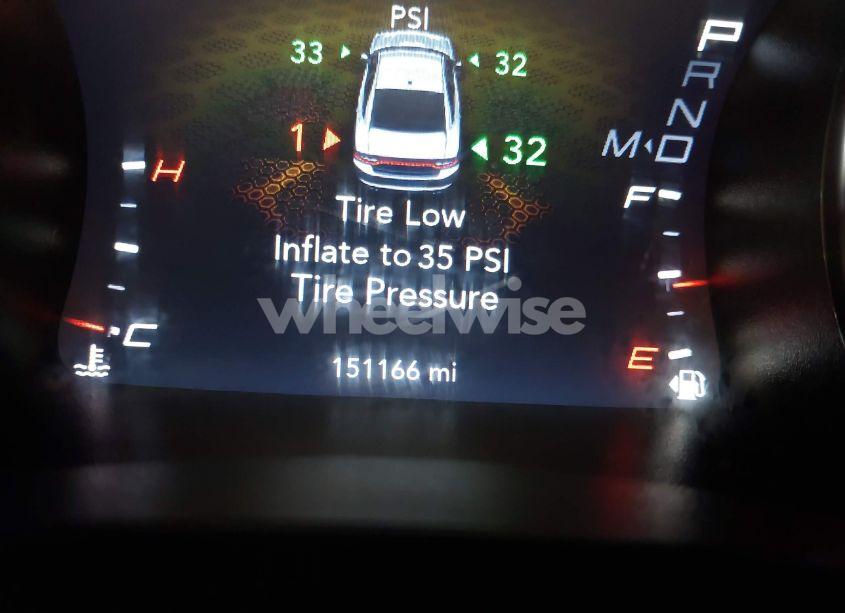 PSI
33 32
1 32
Tire Low
Inflate to 35 PSI
Tire Pressure
wheelwise
151166 mi
H
C
P
R
N
M D
F
E